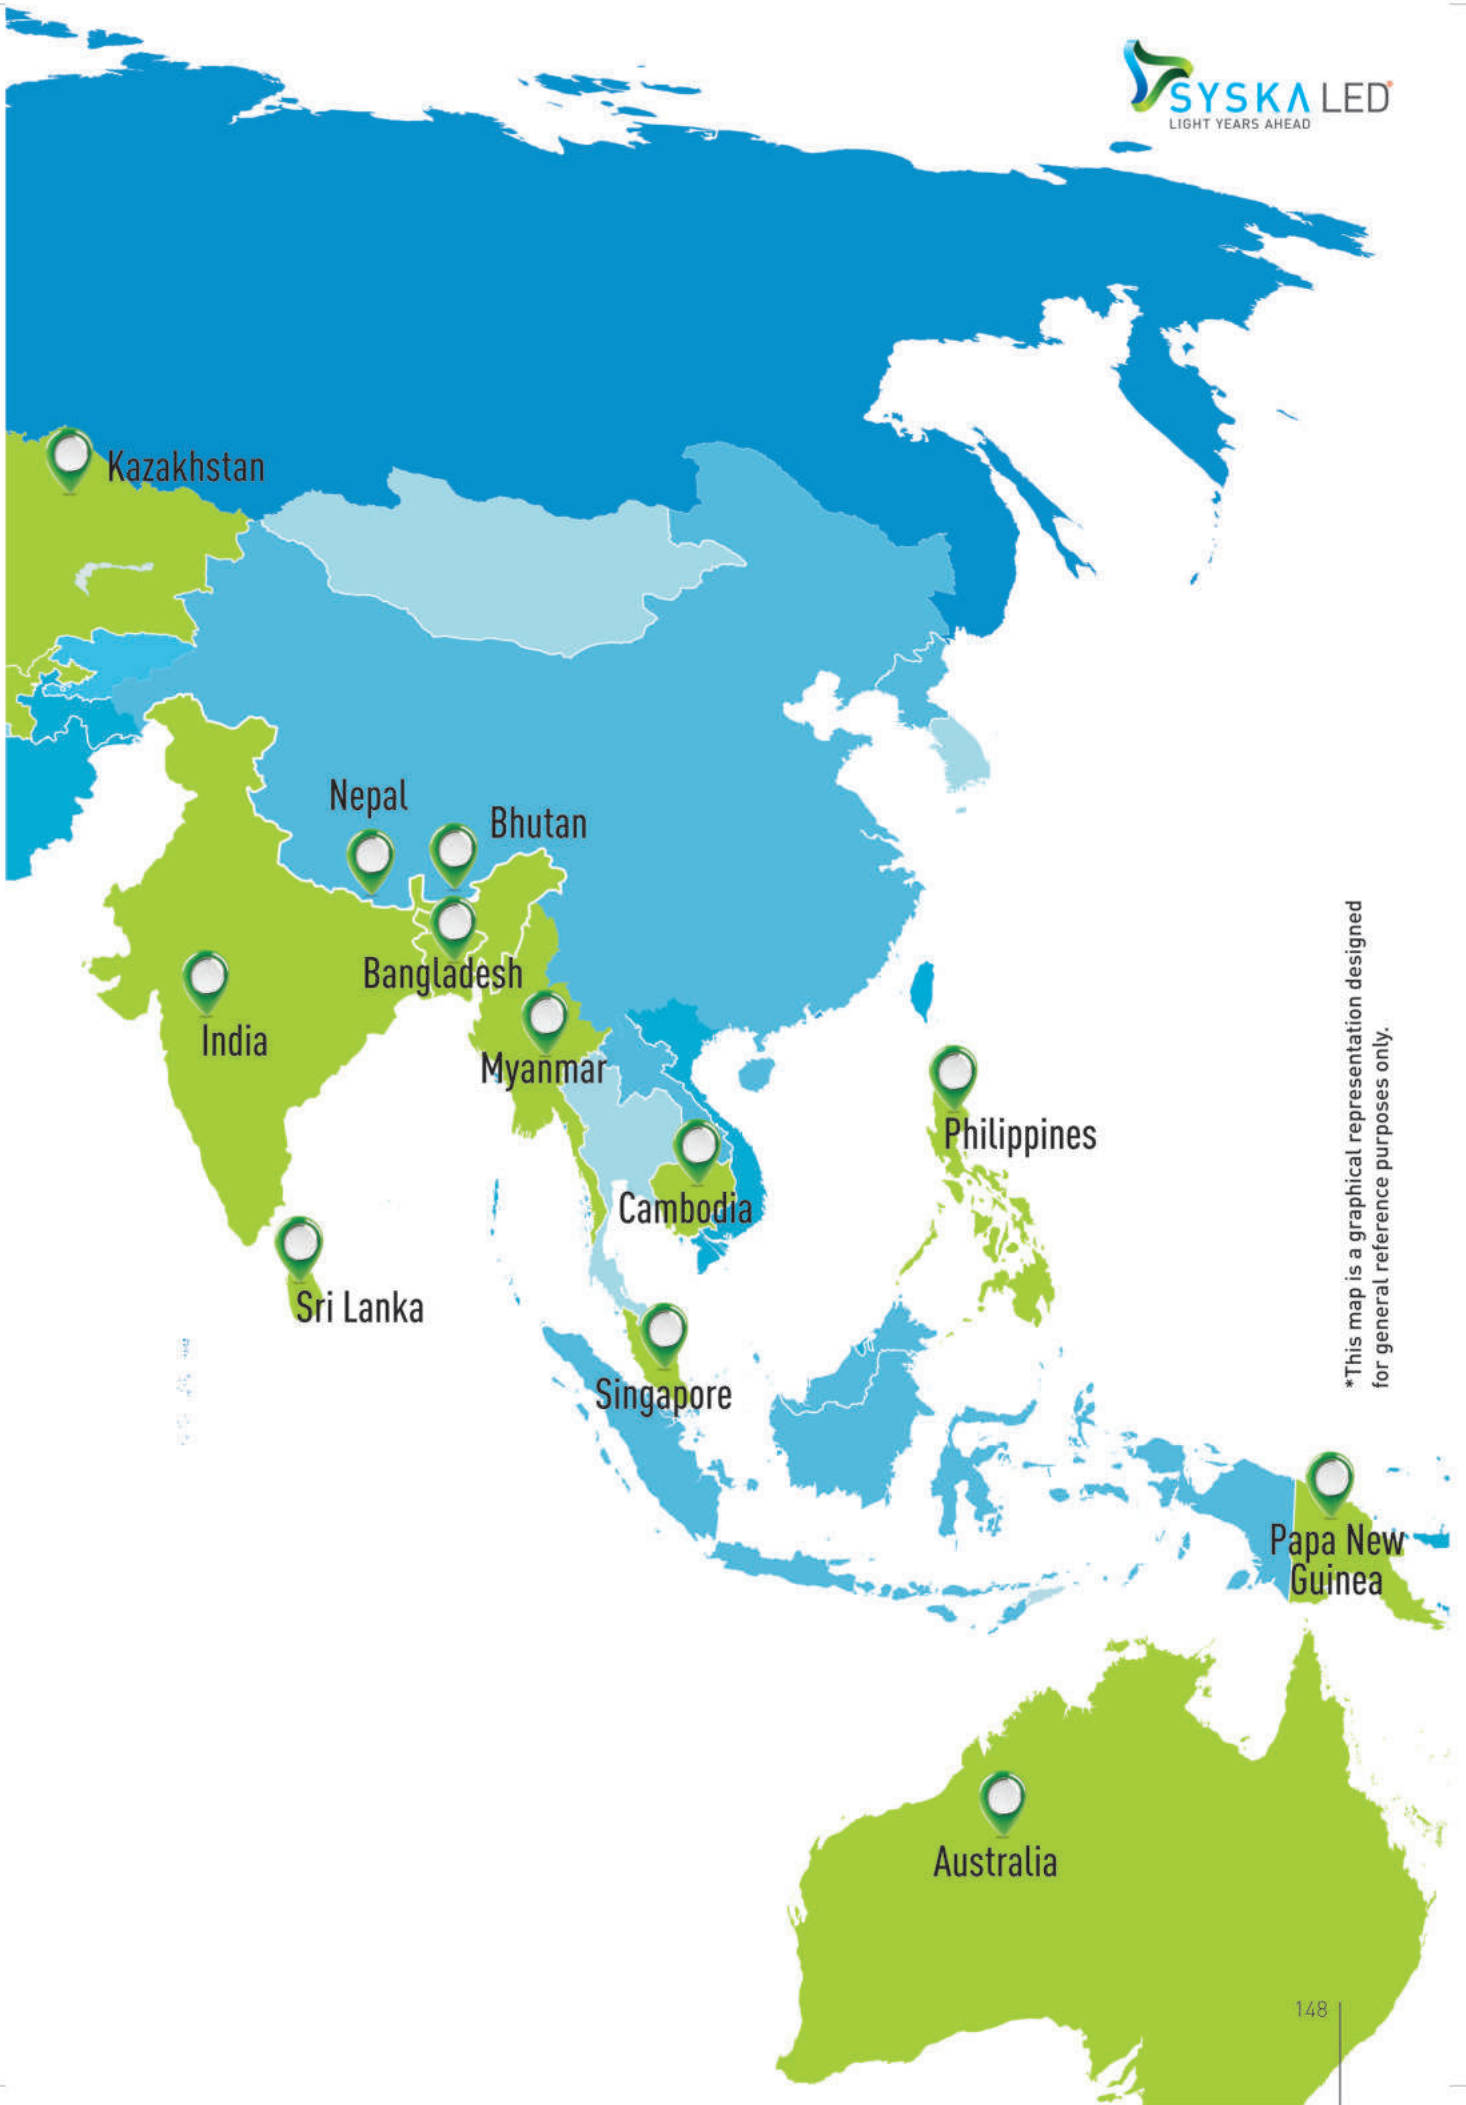 SYSKA LED
LIGHT YEARS AHEAD
Kazakhstan
Nepal
Bhutan
Bangladesh
India
Myanmar
Philippines
Cambodia
Sri Lanka
Singapore
*This map is a graphical representation designed
for general reference purposes only.
Papa New
Guinea
Australia
148